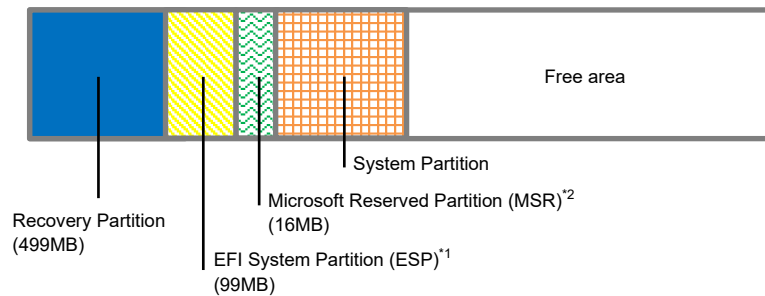 Free area
System Partition
Microsoft Reserved Partition (MSR)*2
(16MB)
Recovery Partition
(499MB)
EFI System Partition (ESP)*1
(99MB)